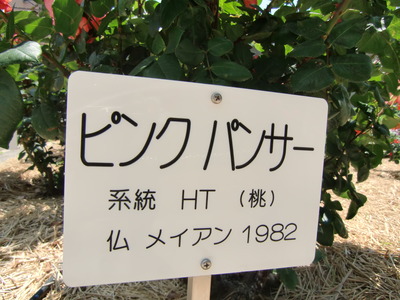 ピンク パンサー
系統 HT (桃)
仏 メイアン 1982